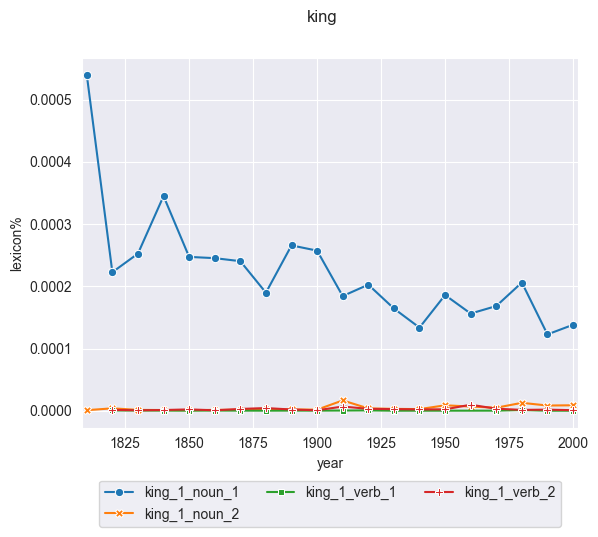 king
0.0005
0.0004
0.0003
0.0002
0.0001
0.0000
lexicon%
1825 1850 1875 1900 1925 1950 1975 2000
year
king_1_noun_1 king_1_verb_1 king_1_verb_2
king_1_noun_2